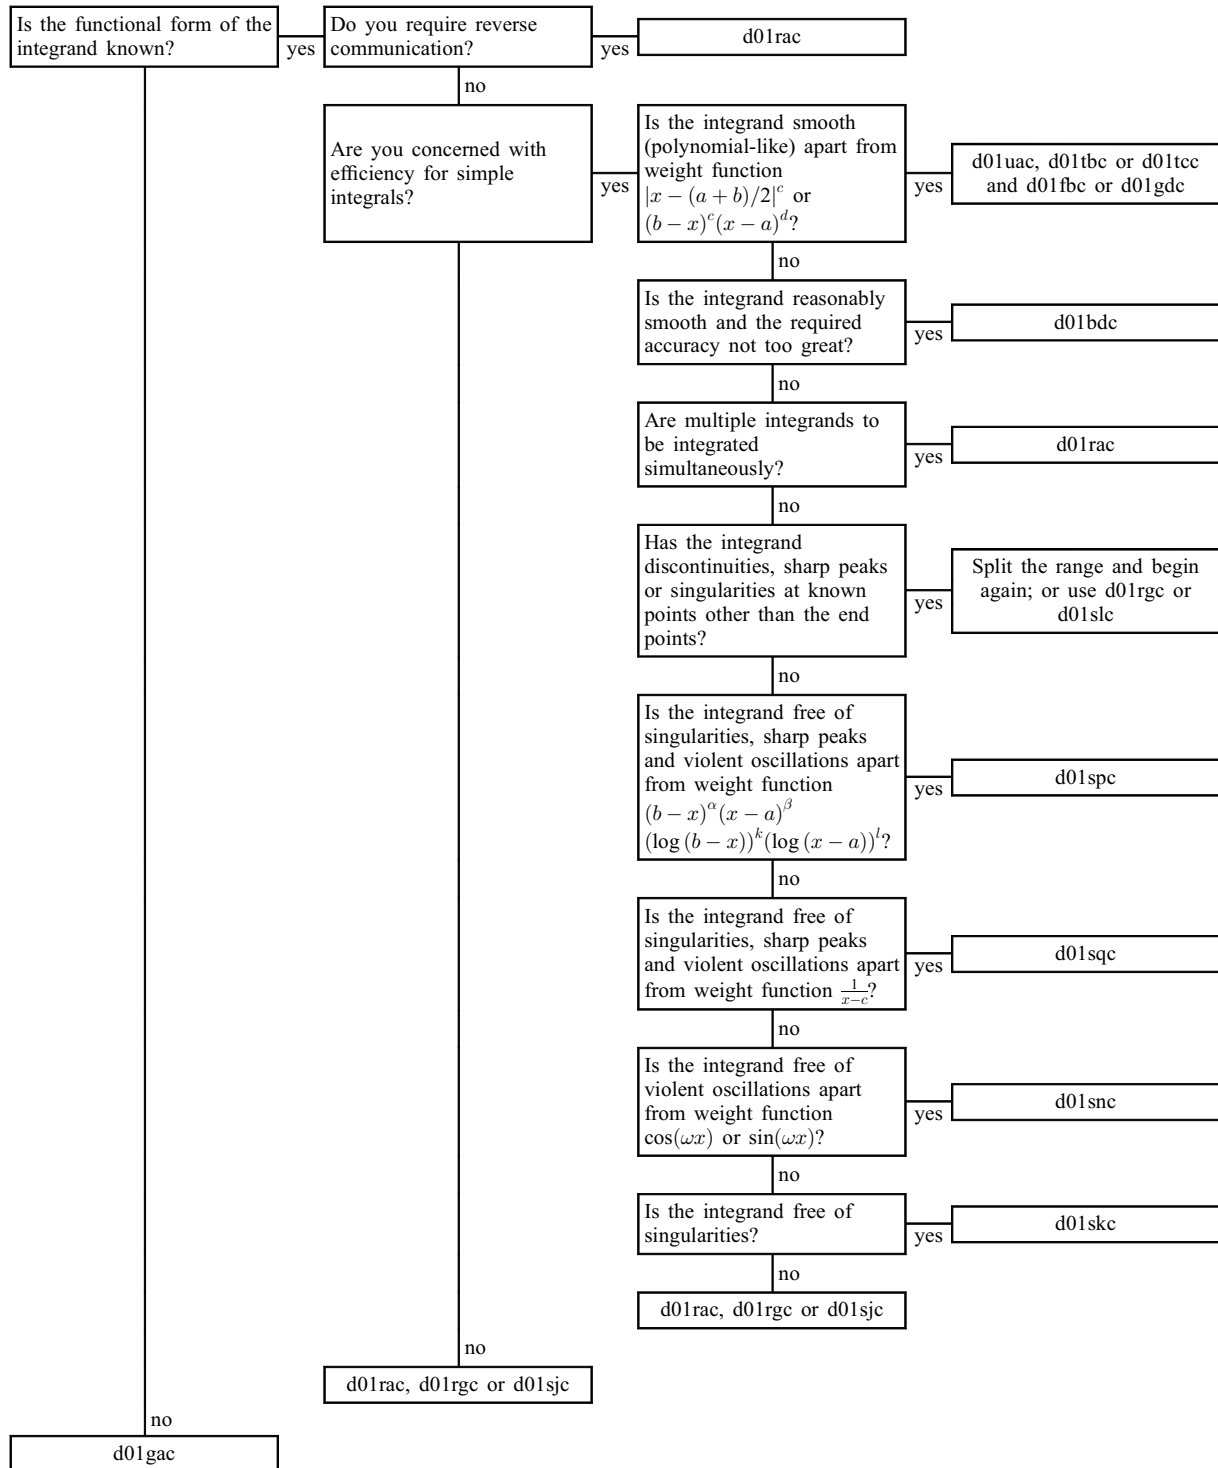 Is the functional form of the
integrand known?
yes
Do you require reverse
communication?
yes
d01rac
no
Are you concerned with
efficiency for simple
integrals?
yes
Is the integrand smooth
(polynomial-like) apart from
weight function
|x − (a + b)/2|^c or
(b − x)^c(x − a)^d?
yes
d01uac, d01tbc or d01tcc
and d01fbc or d01gdc
no
Is the integrand reasonably
smooth and the required
accuracy not too great?
yes
d01bdc
no
Are multiple integrands to
be integrated
simultaneously?
yes
d01rac
no
Has the integrand
discontinuities, sharp peaks
or singularities at known
points other than the end
points?
yes
Split the range and begin
again; or use d01rgc or
d01slc
no
Is the integrand free of
singularities, sharp peaks
and violent oscillations apart
from weight function
(b − x)^α(x − a)^β
(log (b − x))^k(log (x − a))^l?
yes
d01spc
no
Is the integrand free of
singularities, sharp peaks
and violent oscillations apart
from weight function 1/(x−c)?
yes
d01sqc
no
Is the integrand free of
violent oscillations apart
from weight function
cos(ωx) or sin(ωx)?
yes
d01snc
no
Is the integrand free of
singularities?
yes
d01skc
no
d01rac, d01rgc or d01sjc
no
d01rac, d01rgc or d01sjc
no
d01gac